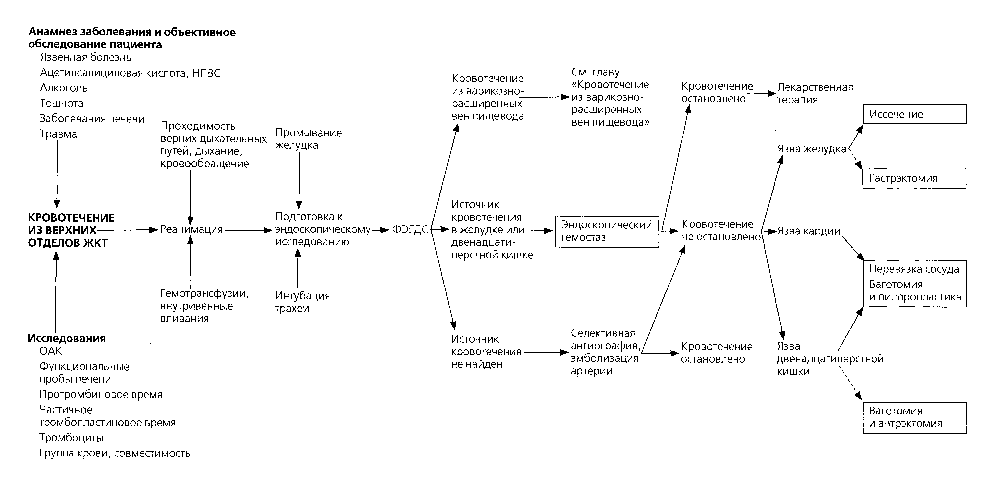 Анамнез заболевания и объективное
обследование пациента
Язвенная болезнь
Ацетилсалициловая кислота, НПВС
Алкоголь
Тошнота
Заболевания печени
Травма
Проходимость
верних дыхательных
путей, дыхание,
кровообращение
Промывание
желудка
КРОВОТЕЧЕНИЕ
ИЗ ВЕРХНИХ
ОТДЕЛОВ ЖКТ
Реанимация
Подготовка к
эндоскопическому
исследованию
ФЭГДС
Гемотрансфузии,
внутривенные
вливания
Интубация
трахеи
Исследования
ОАК
Функциональные
пробы печени
Протромбиновое время
Частичное
тромбопластиновое время
Тромбоциты
Группа крови, совместимость
Кровотечение
из варикозно-
расширенных
вен пищевода
См. главу
«Кровотечение
из варикозно-
расширенных
вен пищевода»
Источник
кровотечения
в желудке или
двенадцати-
перстной кишке
Эндоскопический
гемостаз
Источник
кровотечения
не найден
Селективная
ангиография,
эмболизация
артерии
Кровотечение
остановлено
Лекарственная
терапия
Кровотечение
не остановлено
Кровотечение
остановлено
Язва желудка
Иссечение
Гастрэктомия
Язва кардии
Перевязка сосуда
Ваготомия
и пилоропластика
Язва
двенадцатиперстной
кишки
Ваготомия
и антрэктомия